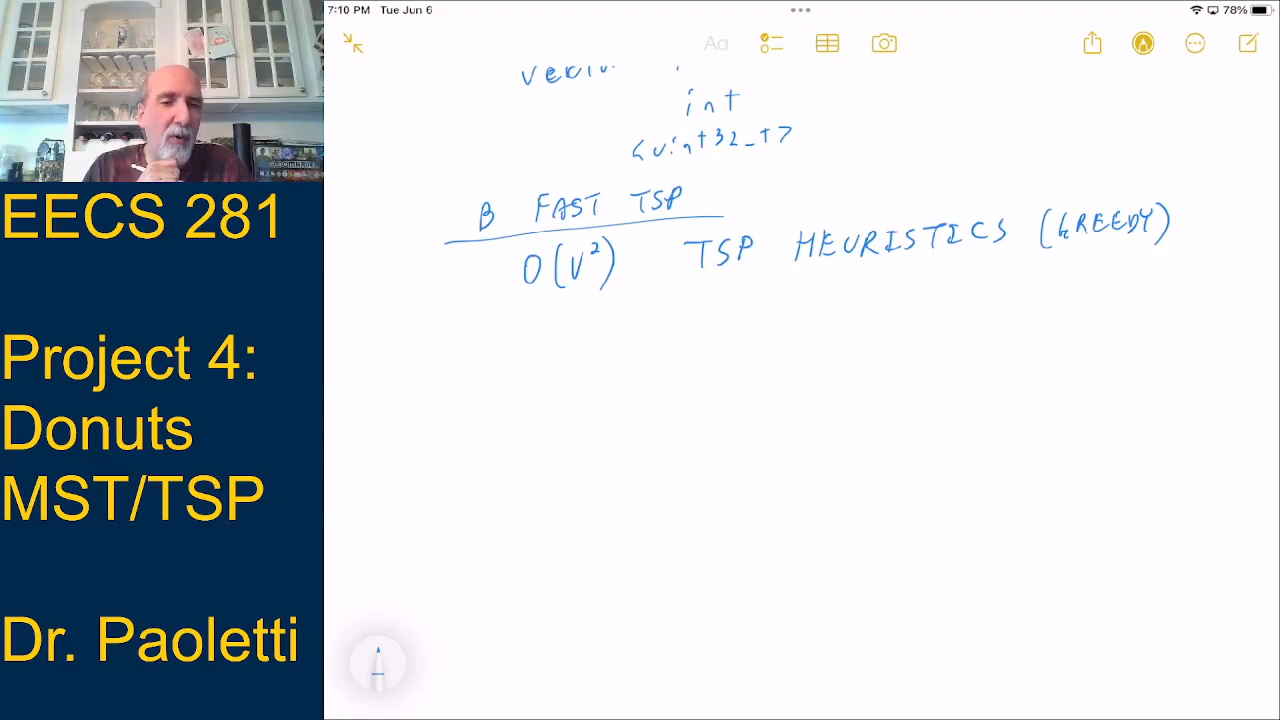 7:10 PM Tue Jun 6
78%
Aa
int
<uint32_t>
B FAST TSP
O(V²) TSP HEURISTICS (GREEDY)
EECS 281
Project 4:
Donuts
MST/TSP
Dr. Paoletti